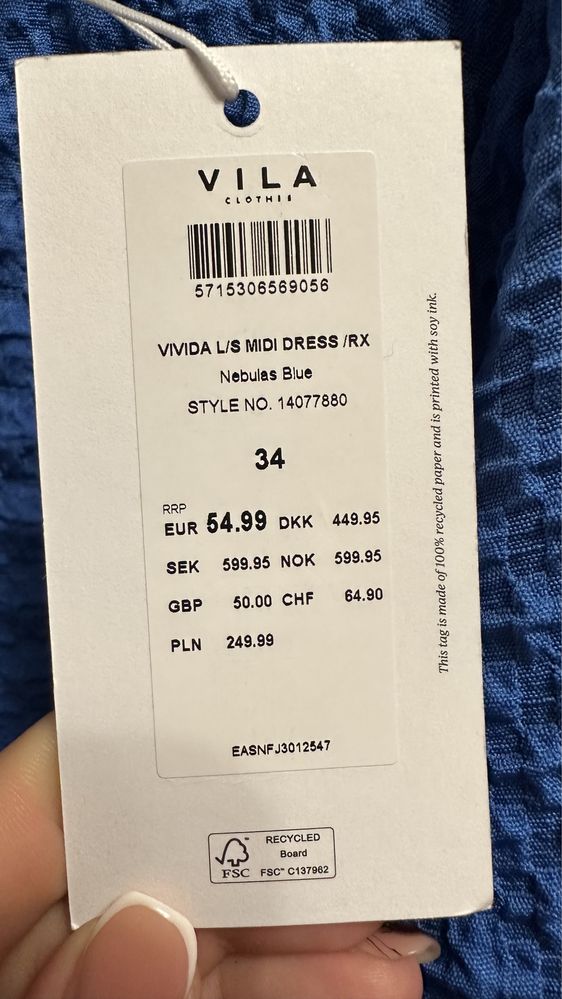 VILA
CLOTHES
5715306569056
VIVIDA L/S MIDI DRESS /RX
Nebulas Blue
STYLE NO. 14077880
34
RRP
EUR 54.99 DKK 449.95
SEK 599.95 NOK 599.95
GBP 50.00 CHF 64.90
PLN 249.99
EASNFJ3012547
RECYCLED
Board
FSC™ C137962
FSC
This tag is made of 100% recycled paper and is printed with soy ink.